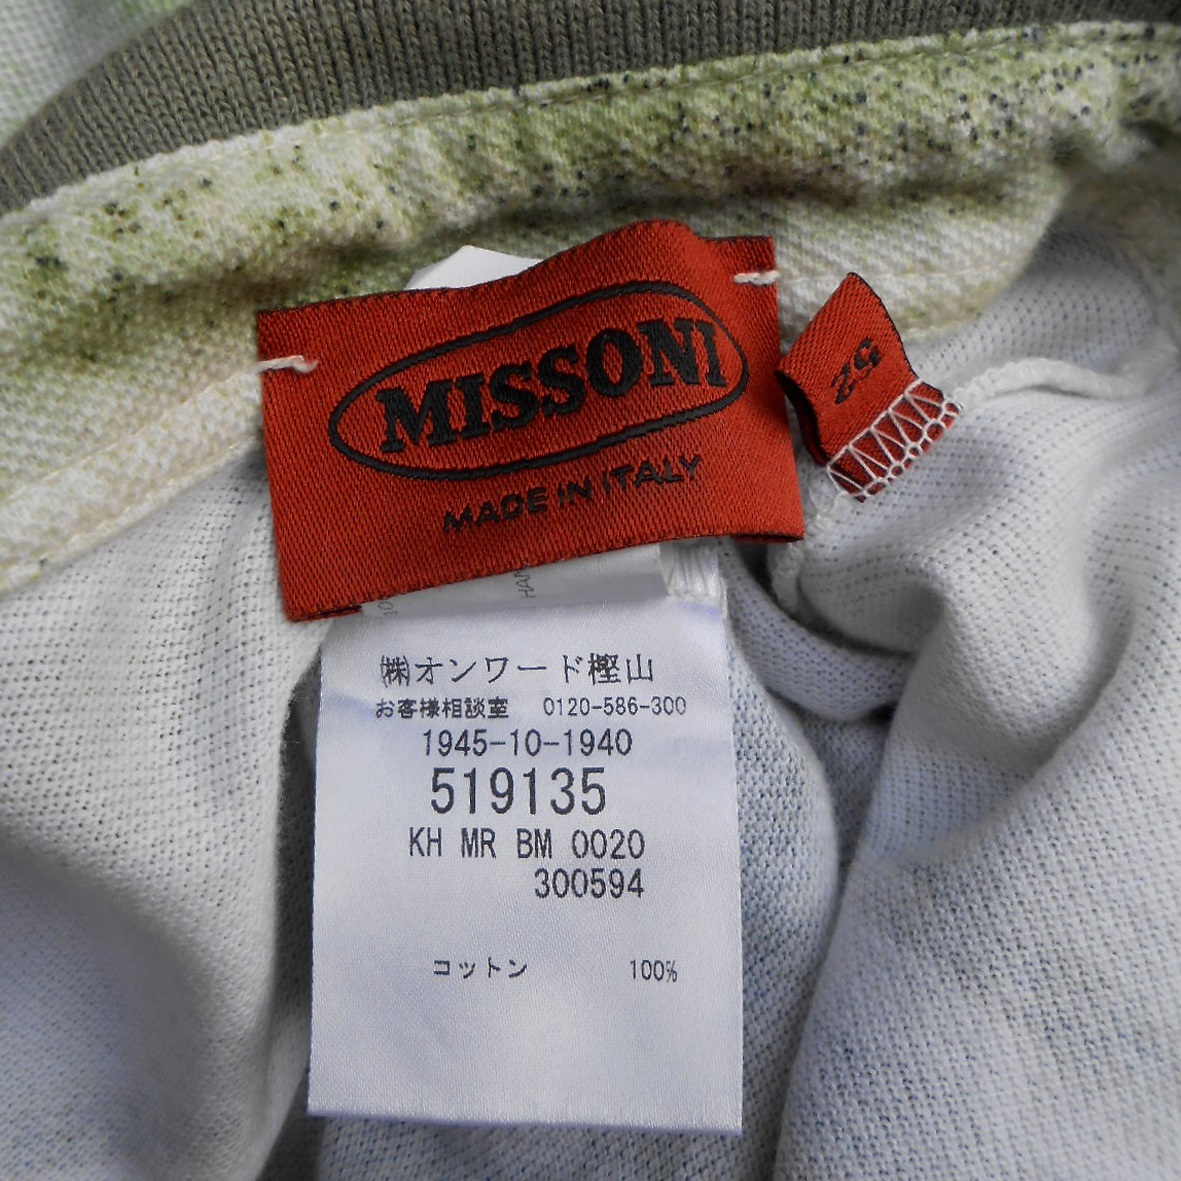 MISSONI
MADE IN ITALY
52
㈱オンワード樫山
お客様相談室 0120-586-300
1945-10-1940
519135
KH MR BM 0020
300594
コットン 100%